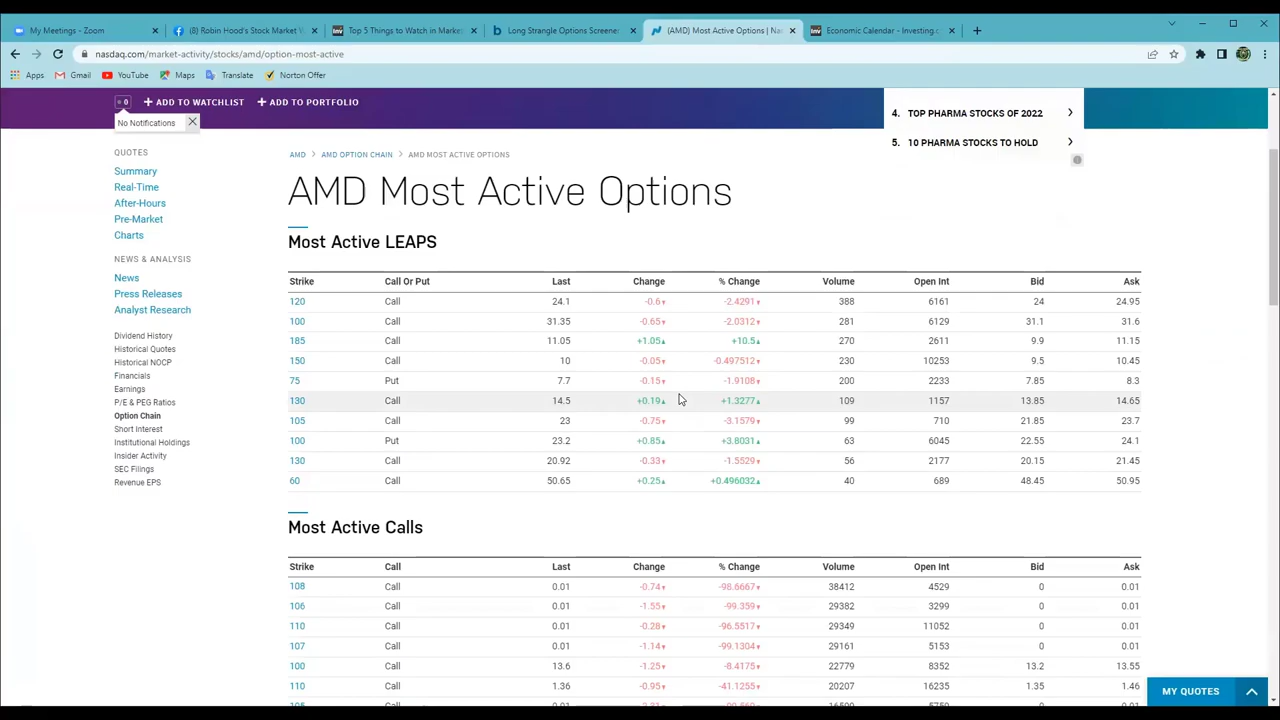 My Meetings - Zoom × (8) Robin Hood's Stock Market V × Top 5 Things to Watch in Market × Long Strangle Options Screener × (AMD) Most Active Options | Nas × Economic Calendar - Investing.c × +
nasdaq.com/market-activity/stocks/amd/option-most-active
Apps Gmail YouTube Maps Translate Norton Offer
0 + ADD TO WATCHLIST + ADD TO PORTFOLIO
No Notifications
4. TOP PHARMA STOCKS OF 2022
5. 10 PHARMA STOCKS TO HOLD
QUOTES
Summary
Real-Time
After-Hours
Pre-Market
Charts
NEWS & ANALYSIS
News
Press Releases
Analyst Research
Dividend History
Historical Quotes
Historical NOCP
Financials
Earnings
P/E & PEG Ratios
Option Chain
Short Interest
Institutional Holdings
Insider Activity
SEC Filings
Revenue EPS
AMD > AMD OPTION CHAIN > AMD MOST ACTIVE OPTIONS
AMD Most Active Options
Most Active LEAPS
Strike Call Or Put Last Change % Change Volume Open Int Bid Ask
120 Call 24.1 -0.6▼ -2.4291▼ 388 6161 24 24.95
100 Call 31.35 -0.65▼ -2.0312▼ 281 6129 31.1 31.6
185 Call 11.05 +1.05▲ +10.5▲ 270 2611 9.9 11.15
150 Call 10 -0.05▼ -0.497512▼ 230 10253 9.5 10.45
75 Put 7.7 -0.15▼ -1.9108▼ 200 2233 7.85 8.3
130 Call 14.5 +0.19▲ +1.3277▲ 109 1157 13.85 14.65
105 Call 23 -0.75▼ -3.1579▼ 99 710 21.85 23.7
100 Put 23.2 +0.85▲ +3.8031▲ 63 6045 22.55 24.1
130 Call 20.92 -0.33▼ -1.5529▼ 56 2177 20.15 21.45
60 Call 50.65 +0.25▲ +0.496032▲ 40 689 48.45 50.95
Most Active Calls
Strike Call Last Change % Change Volume Open Int Bid Ask
108 Call 0.01 -0.74▼ -98.6667▼ 38412 4529 0 0.01
106 Call 0.01 -1.55▼ -99.359▼ 29382 3299 0 0.01
110 Call 0.01 -0.28▼ -96.5517▼ 29349 11052 0 0.01
107 Call 0.01 -1.14▼ -99.1304▼ 29161 5153 0 0.01
100 Call 13.6 -1.25▼ -8.4175▼ 22779 8352 13.2 13.55
110 Call 1.36 -0.95▼ -41.1255▼ 20207 16235 1.35 1.46
MY QUOTES